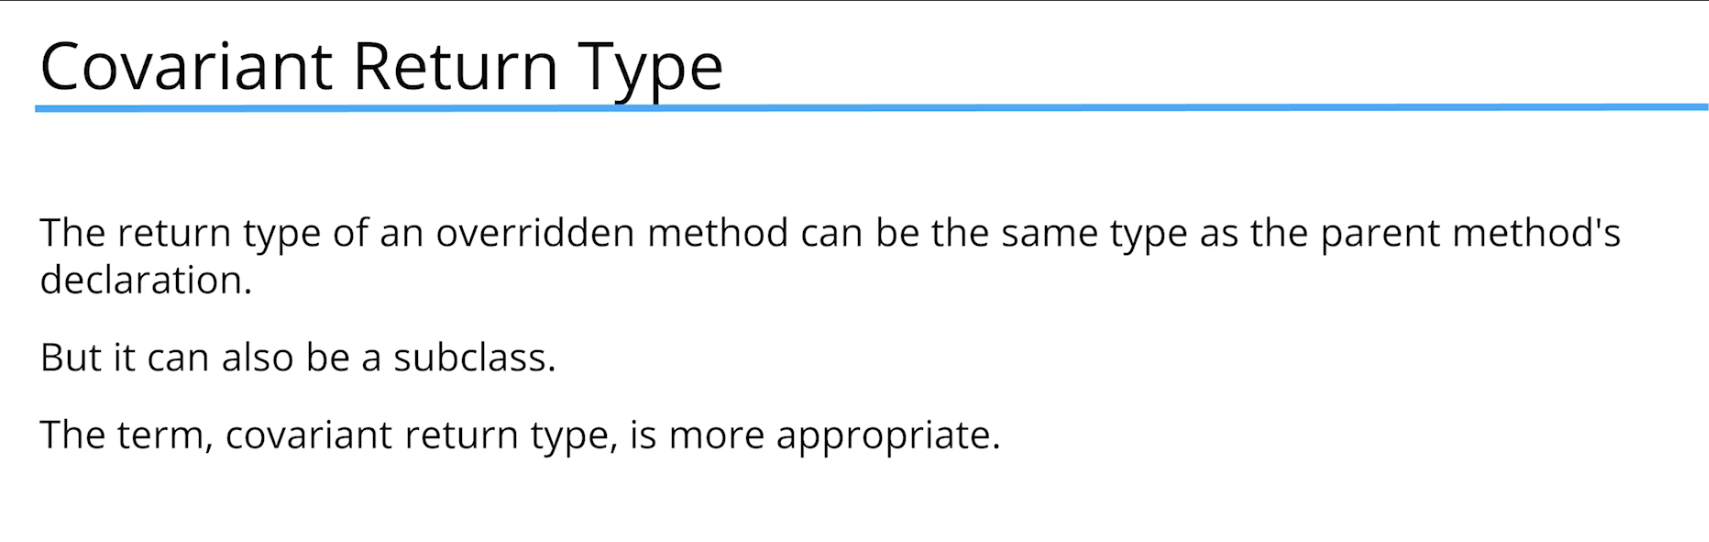 Covariant Return Type
The return type of an overridden method can be the same type as the parent method's
declaration.
But it can also be a subclass.
The term, covariant return type, is more appropriate.